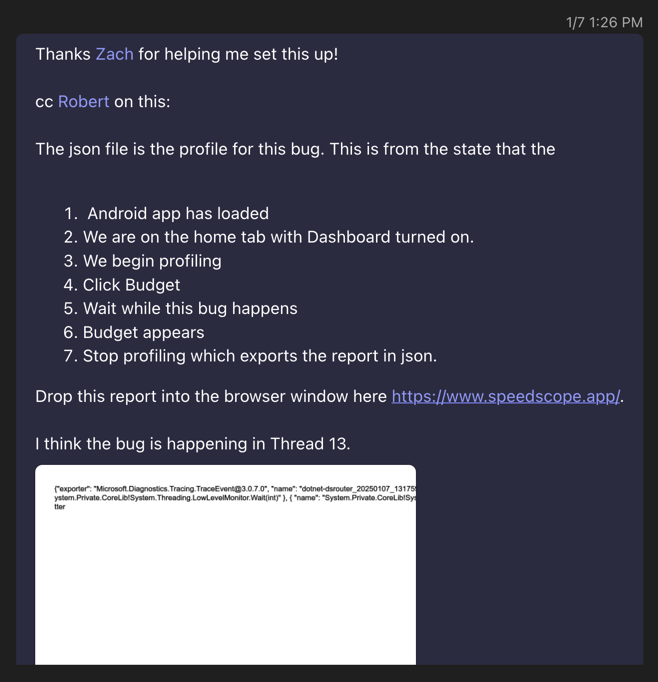 1/7 1:26 PM
Thanks Zach for helping me set this up!
cc Robert on this:
The json file is the profile for this bug. This is from the state that the
1. Android app has loaded
2. We are on the home tab with Dashboard turned on.
3. We begin profiling
4. Click Budget
5. Wait while this bug happens
6. Budget appears
7. Stop profiling which exports the report in json.
Drop this report into the browser window here https://www.speedscope.app/.
I think the bug is happening in Thread 13.
{"exporter": "Microsoft.Diagnostics.Tracing.TraceEvent@3.0.7.0", "name": "dotnet-dsrouter_20250107_13175
ystem.Private.CoreLib!System.Threading.LowLevelMonitor.Wait(int)" }, { "name": "System.Private.CoreLib!Sys
tter